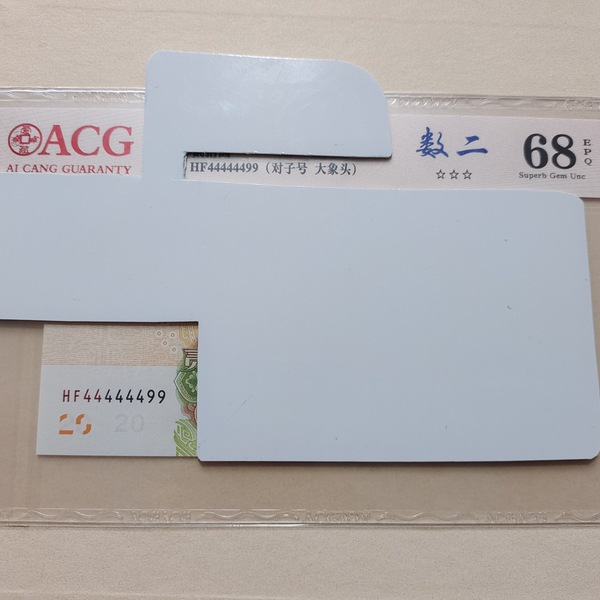 ACG
AI CANG GUARANTY
HF44444499（对子号 大象头）
数二
☆☆☆
68
EPQ
Superb Gem Unc
HF44444499
20